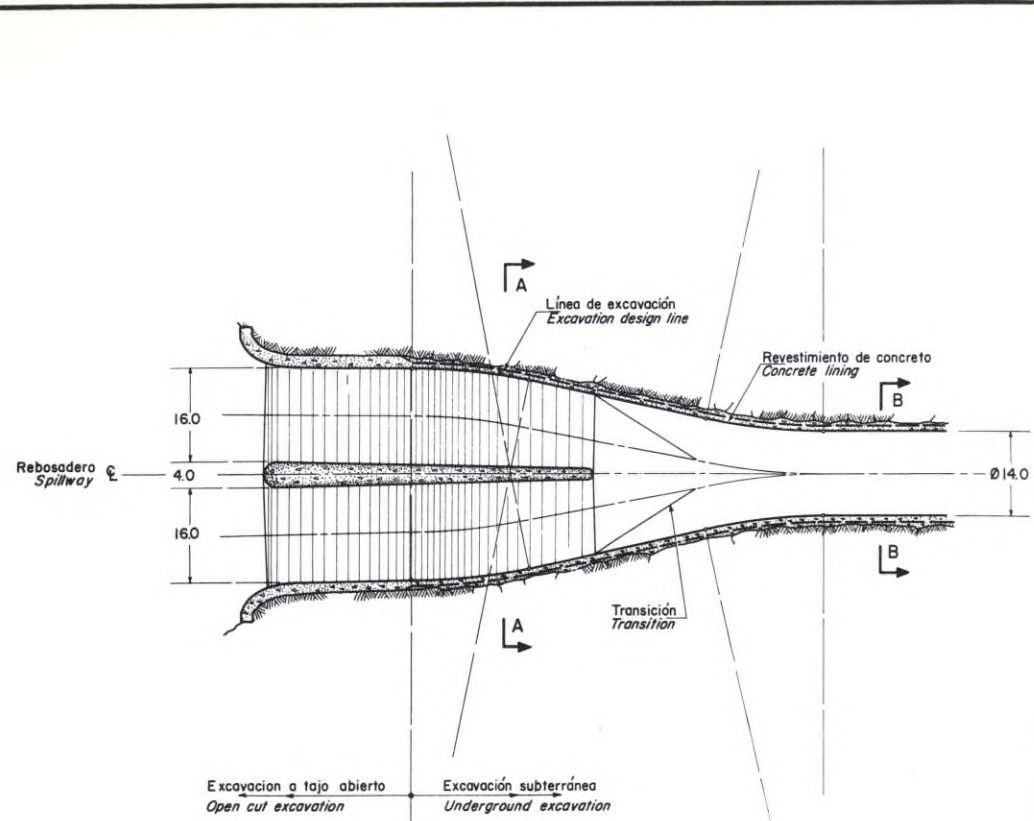 A
Línea de excavación
Excavation design line
Revestimiento de concreto
Concrete lining
B
16.0
Rebosadero ℄
Spillway
4.0
Ø14.0
16.0
B
Transición
Transition
A
Excavacion a tajo abierto
Open cut excavation
Excavación subterránea
Underground excavation